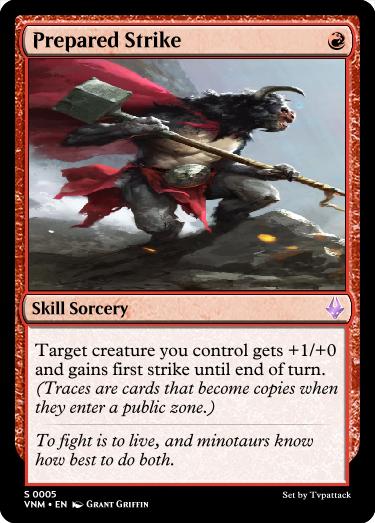 Prepared Strike
Skill Sorcery
Target creature you control gets +1/+0
and gains first strike until end of turn.
(Traces are cards that become copies when
they enter a public zone.)
To fight is to live, and minotaurs know
how best to do both.
S 0005
VNM • EN Grant Griffin
Set by Tvpattack